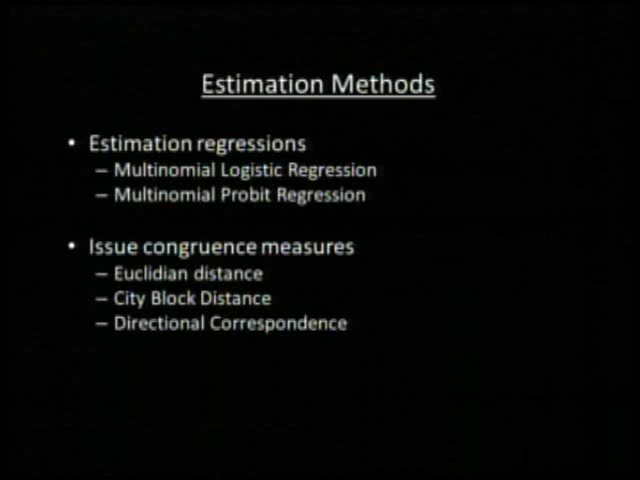 Estimation Methods
• Estimation regressions
– Multinomial Logistic Regression
– Multinomial Probit Regression
• Issue congruence measures
– Euclidian distance
– City Block Distance
– Directional Correspondence